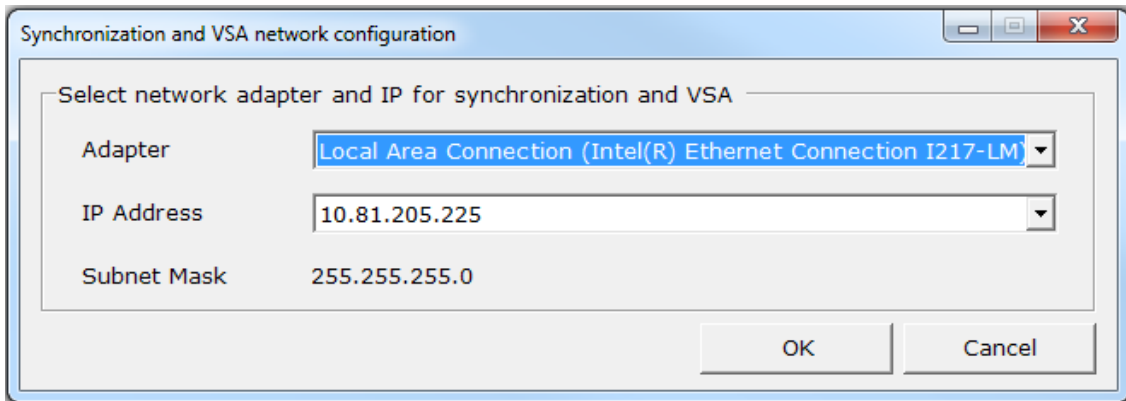 Synchronization and VSA network configuration
Select network adapter and IP for synchronization and VSA
Adapter Local Area Connection (Intel(R) Ethernet Connection I217-LM)
IP Address 10.81.205.225
Subnet Mask 255.255.255.0
OK Cancel